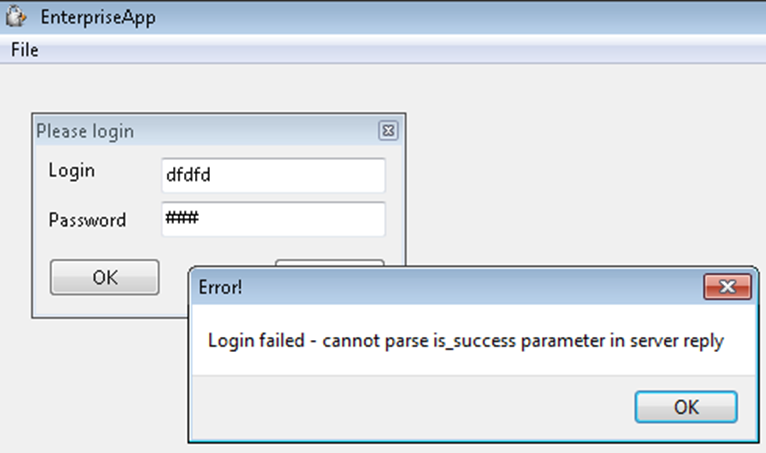 EnterpriseApp
File
Please login
Login
dfdfd
Password
###
OK
Error!
Login failed - cannot parse is_success parameter in server reply
OK